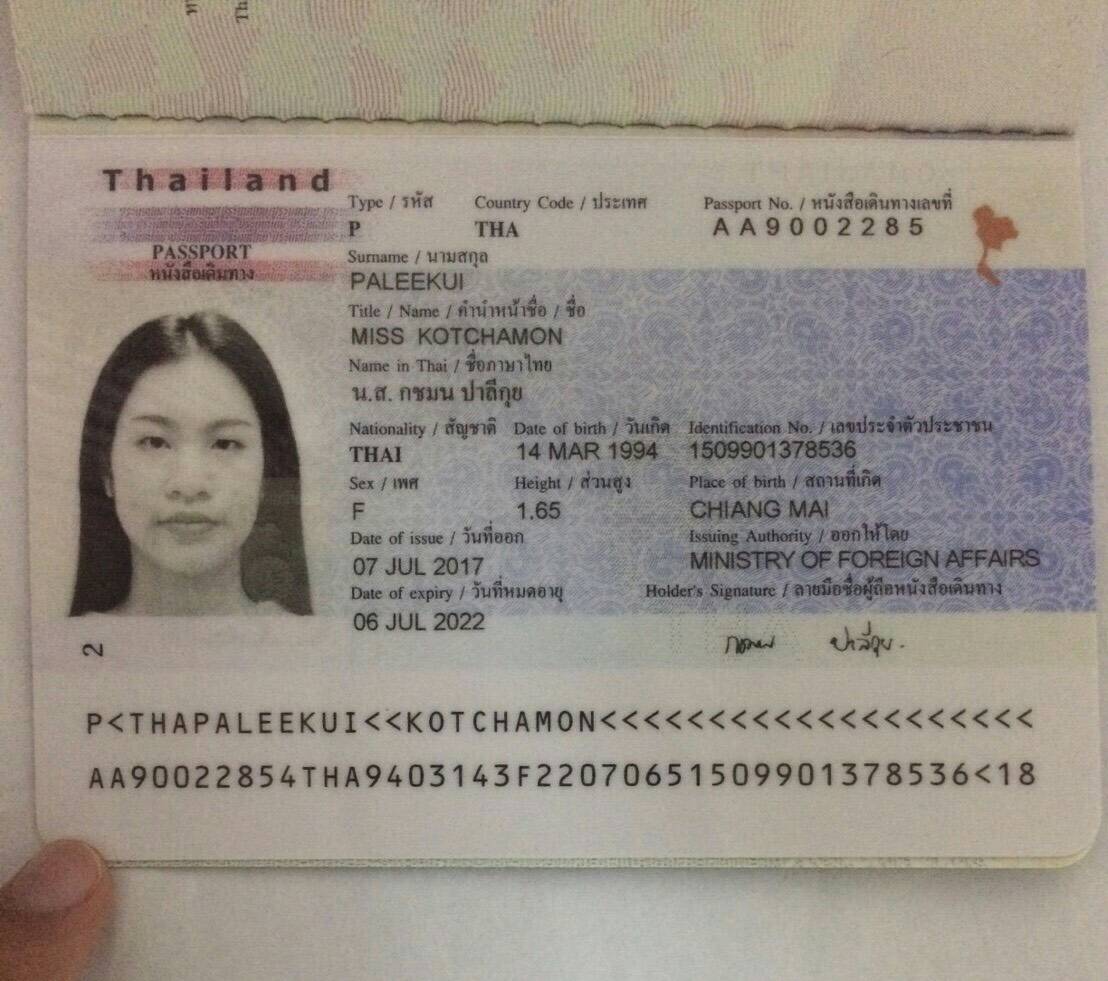 Thailand
PASSPORT
หนังสือเดินทาง
Type / รหัส Country Code / ประเทศ Passport No. / หนังสือเดินทางเลขที่
P THA AA9002285
Surname / นามสกุล
PALEEKUI
Title / Name / คำนำหน้าชื่อ / ชื่อ
MISS KOTCHAMON
Name in Thai / ชื่อภาษาไทย
น.ส. กชมน ปาลีกุย
Nationality / สัญชาติ Date of birth / วันเกิด Identification No. / เลขประจำตัวประชาชน
THAI 14 MAR 1994 1509901378536
Sex / เพศ Height / ส่วนสูง Place of birth / สถานที่เกิด
F 1.65 CHIANG MAI
Date of issue / วันที่ออก Issuing Authority / ออกให้โดย
07 JUL 2017 MINISTRY OF FOREIGN AFFAIRS
Date of expiry / วันที่หมดอายุ Holder's Signature / ลายมือชื่อผู้ถือหนังสือเดินทาง
06 JUL 2022
กชมน ปาลีกุย.
2
P<THAPALEEKUI<<KOTCHAMON<<<<<<<<<<<<<<<<<<<<
AA90022854THA9403143F22070651509901378536<18